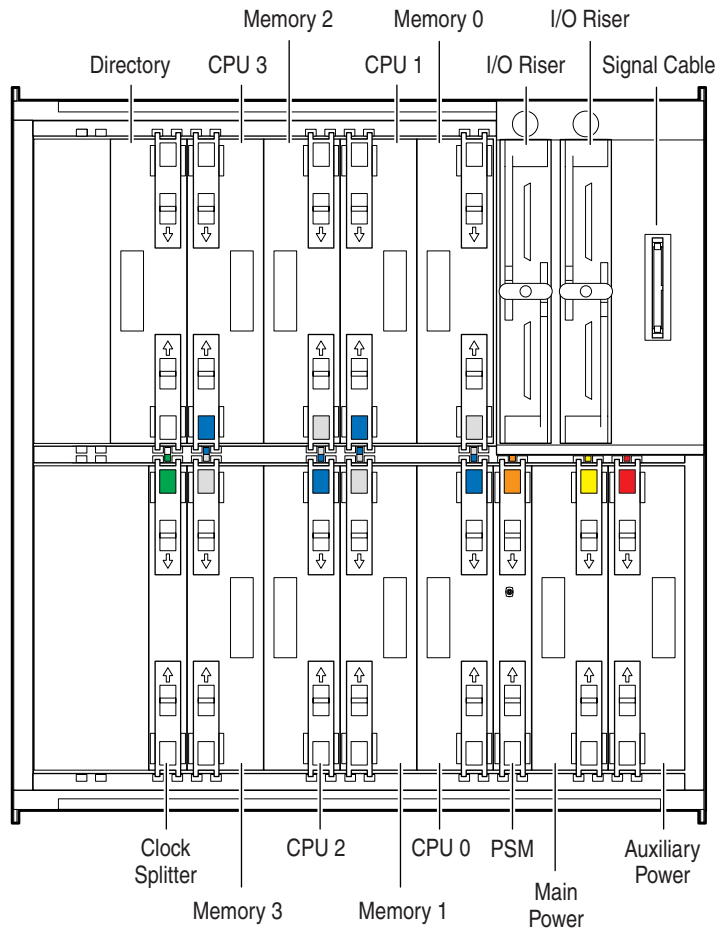 Memory 2
Memory 0
I/O Riser
Directory
CPU 3
CPU 1
I/O Riser
Signal Cable
Clock
Splitter
CPU 2
CPU 0
PSM
Auxiliary
Power
Memory 3
Memory 1
Main
Power